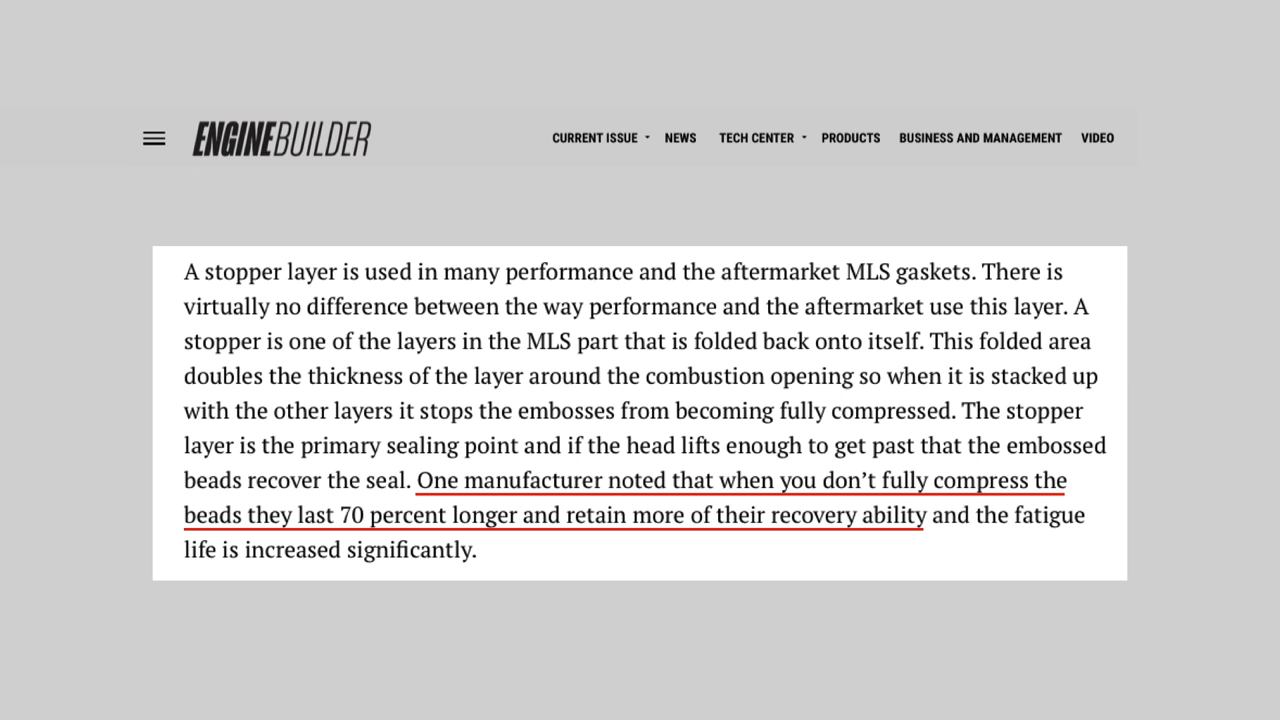 ENGINEBUILDER
CURRENT ISSUE NEWS TECH CENTER PRODUCTS BUSINESS AND MANAGEMENT VIDEO
A stopper layer is used in many performance and the aftermarket MLS gaskets. There is
virtually no difference between the way performance and the aftermarket use this layer. A
stopper is one of the layers in the MLS part that is folded back onto itself. This folded area
doubles the thickness of the layer around the combustion opening so when it is stacked up
with the other layers it stops the embosses from becoming fully compressed. The stopper
layer is the primary sealing point and if the head lifts enough to get past that the embossed
beads recover the seal. One manufacturer noted that when you don’t fully compress the
beads they last 70 percent longer and retain more of their recovery ability and the fatigue
life is increased significantly.